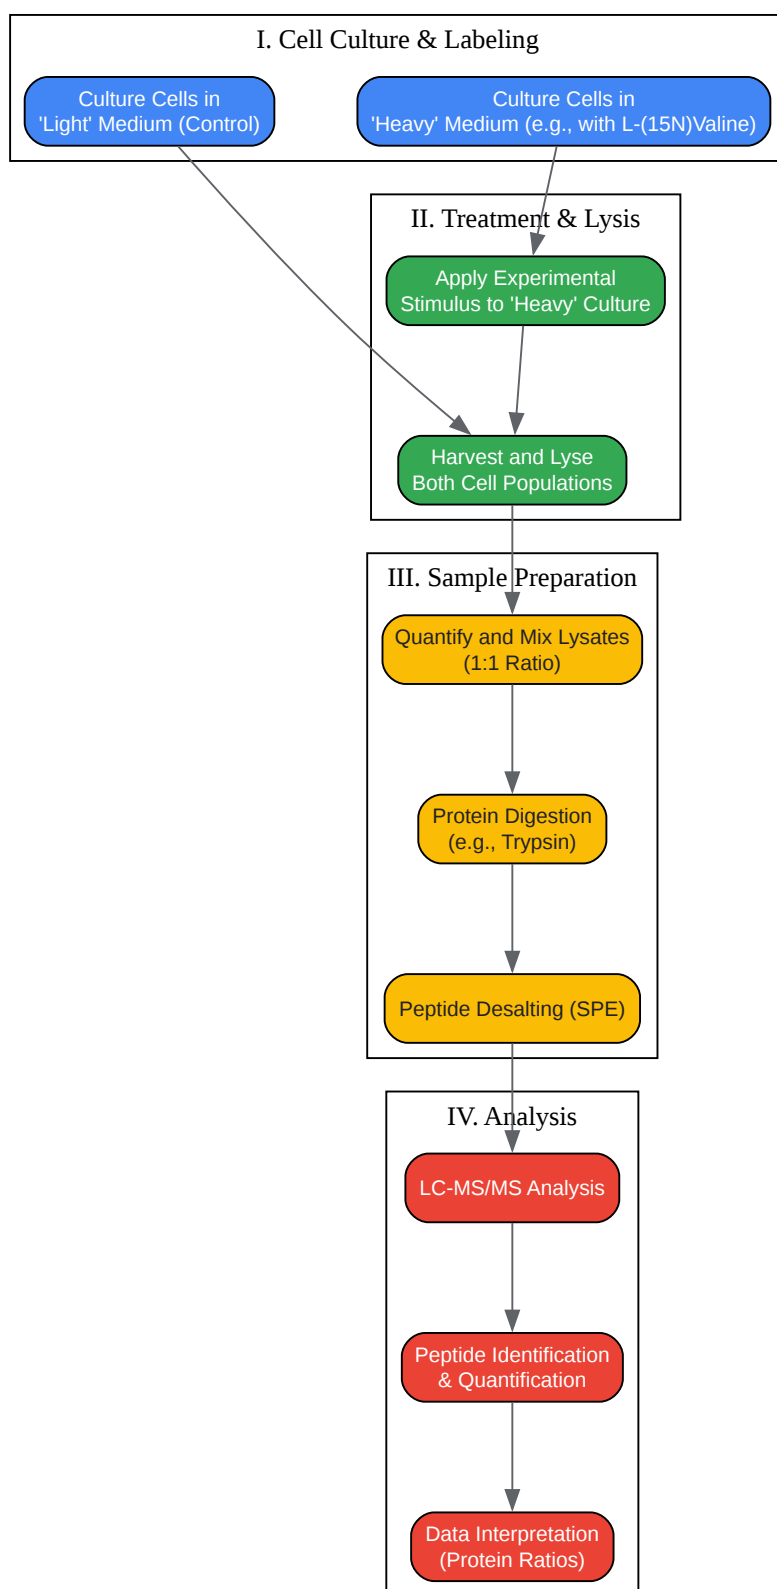 I. Cell Culture & Labeling
Culture Cells in
'Light' Medium (Control)
Culture Cells in
'Heavy' Medium (e.g., with L-(15N)Valine)
II. Treatment & Lysis
Apply Experimental
Stimulus to 'Heavy' Culture
Harvest and Lyse
Both Cell Populations
III. Sample Preparation
Quantify and Mix Lysates
(1:1 Ratio)
Protein Digestion
(e.g., Trypsin)
Peptide Desalting (SPE)
IV. Analysis
LC-MS/MS Analysis
Peptide Identification
& Quantification
Data Interpretation
(Protein Ratios)